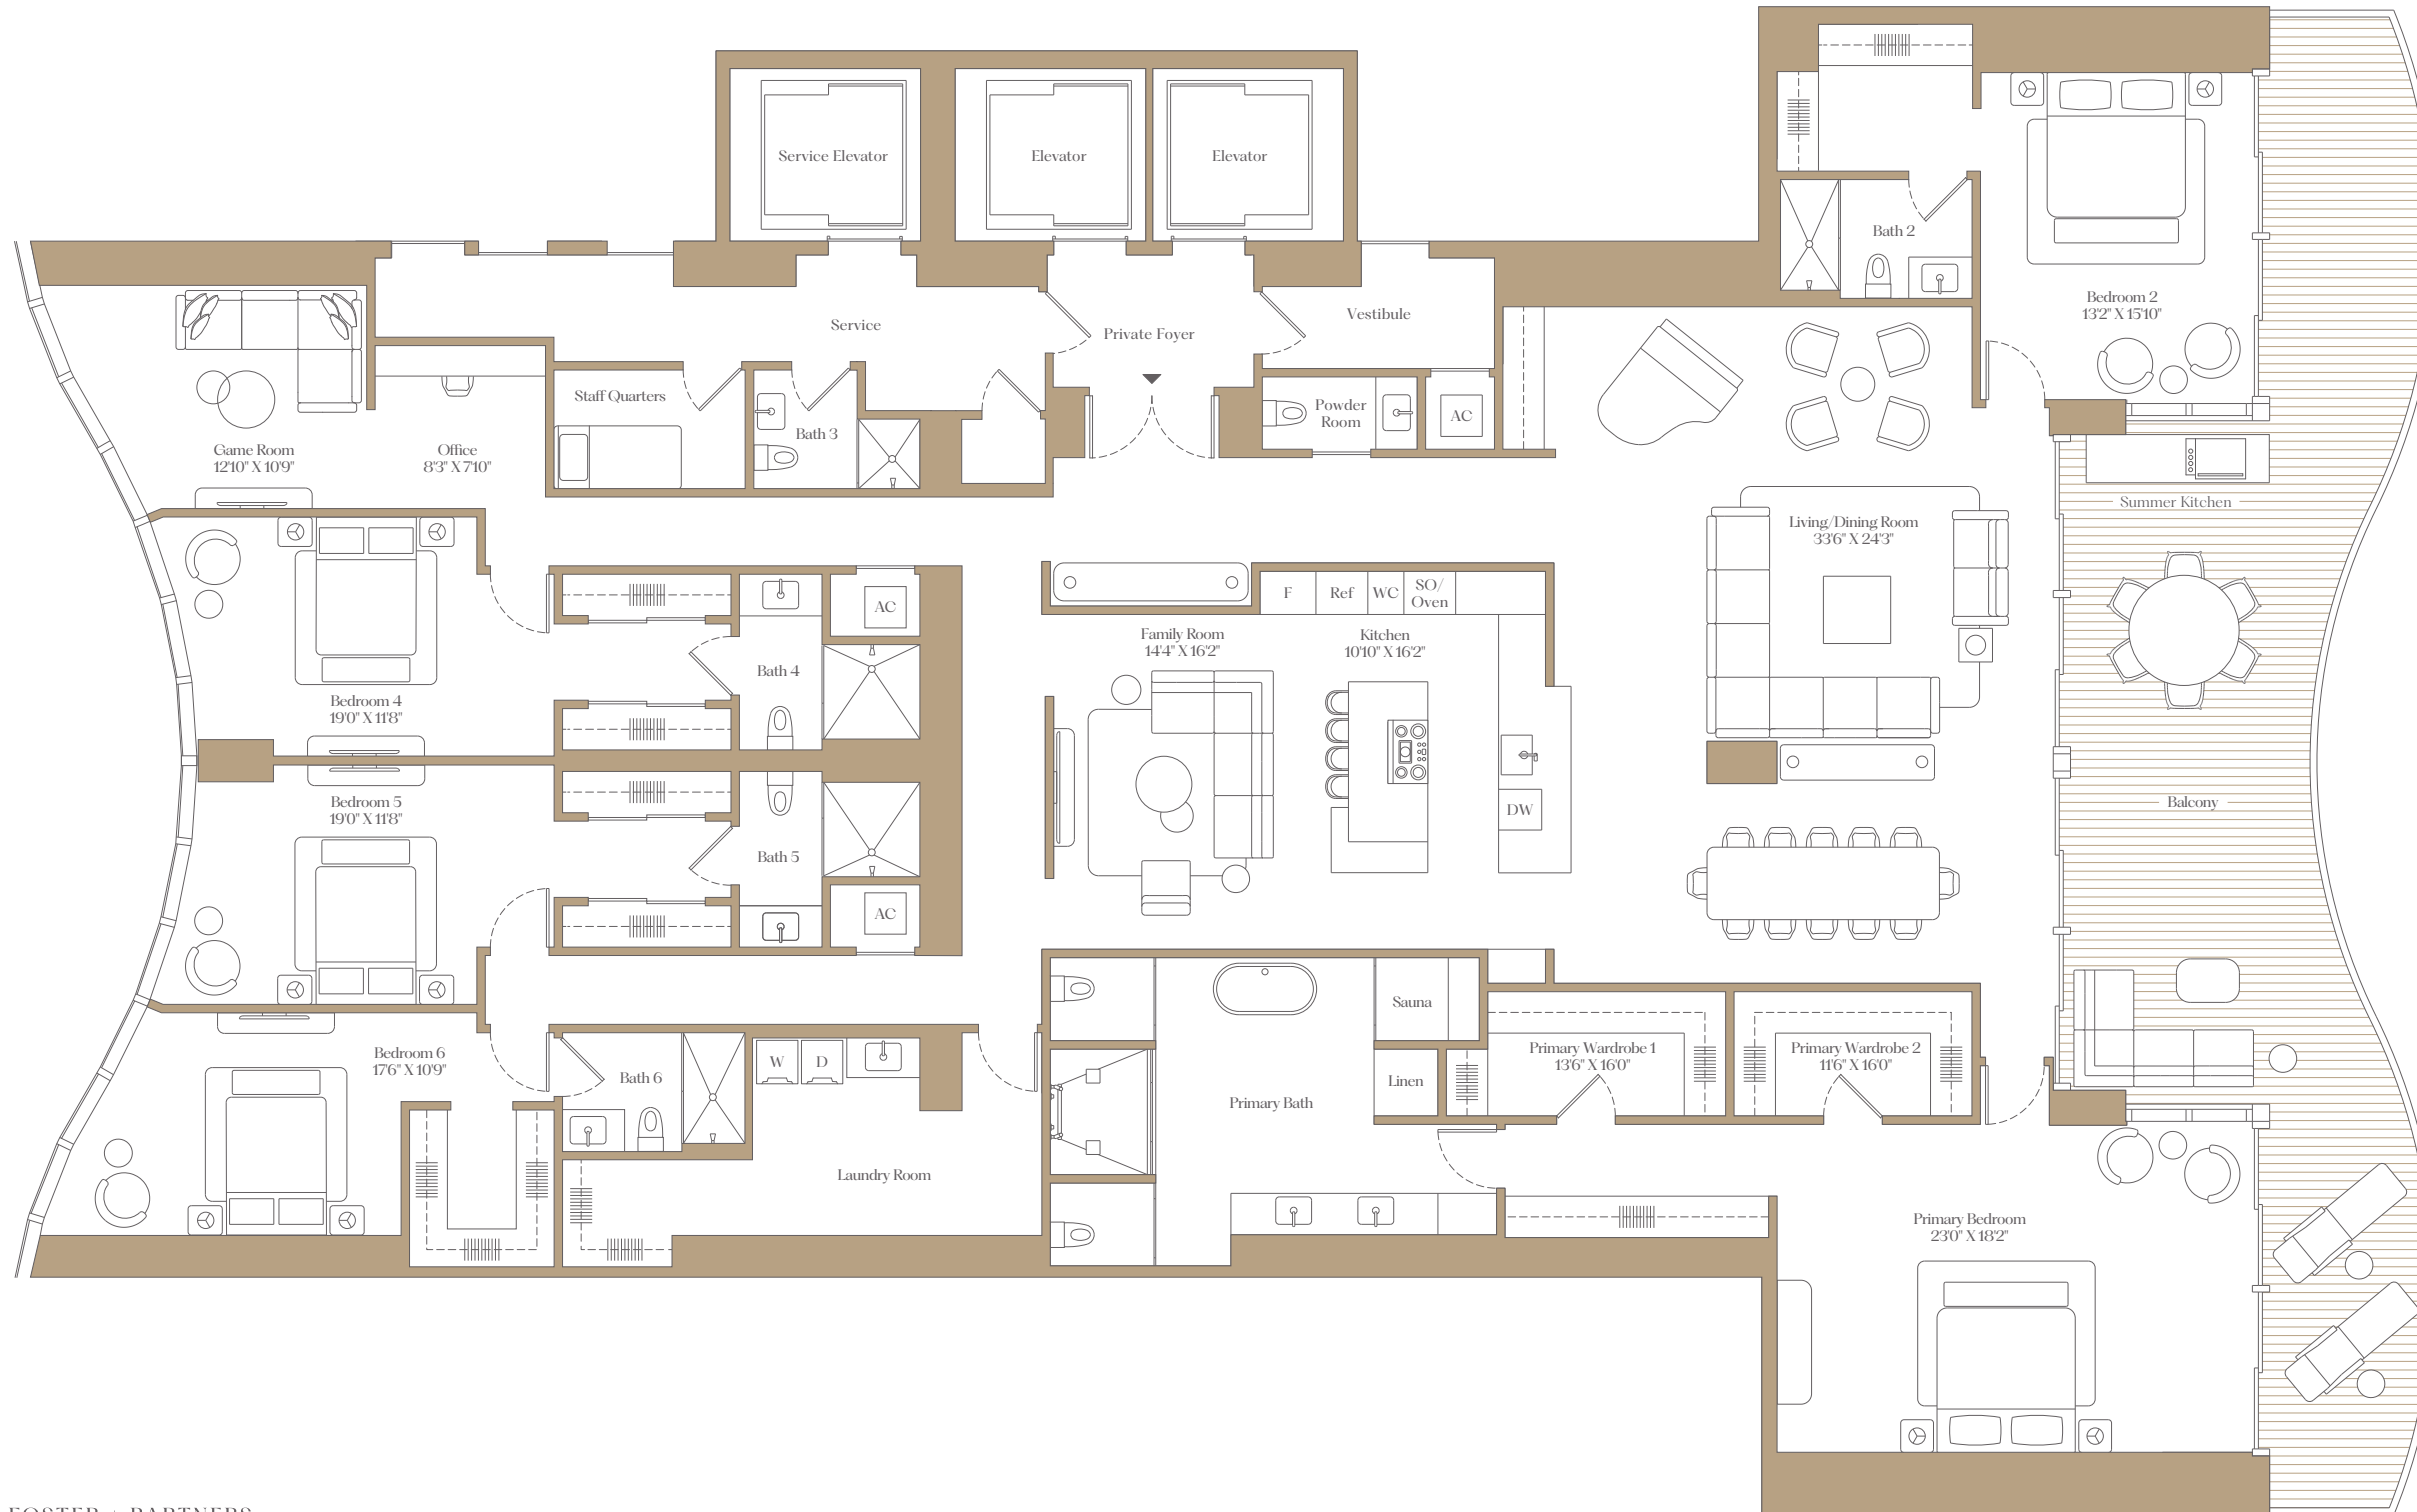 Service Elevator
Elevator
Elevator
Bath 2
Bedroom 2
13'2" X 15'10"
Service
Private Foyer
Vestibule
Staff Quarters
Bath 3
Powder
Room
AC
Game Room
12'10" X 10'9"
Office
8'3" X 7'10"
Summer Kitchen
Living/Dining Room
33'6" X 24'3"
AC
F
Ref
WC
SO/
Oven
Family Room
14'4" X 16'2"
Kitchen
10'10" X 16'2"
Bath 4
Bedroom 4
19'0" X 11'8"
Bedroom 5
19'0" X 11'8"
Balcony
DW
Bath 5
AC
Sauna
Bedroom 6
17'6" X 10'9"
Bath 6
W
D
Linen
Primary Wardrobe 1
13'6" X 16'0"
Primary Wardrobe 2
11'6" X 16'0"
Primary Bath
Laundry Room
Primary Bedroom
23'0" X 18'2"
FOSTER + PARTNERS